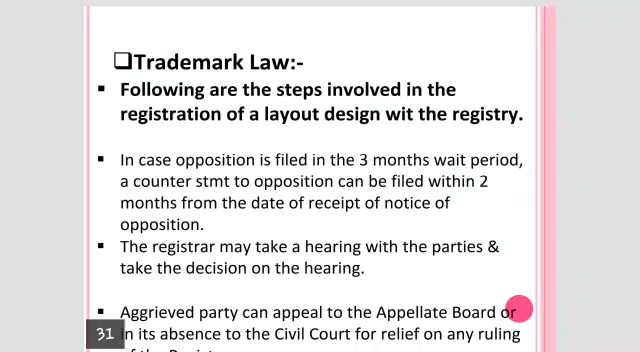 ❑Trademark Law:-
▪ Following are the steps involved in the
registration of a layout design wit the registry.
▪ In case opposition is filed in the 3 months wait period,
a counter stmt to opposition can be filed within 2
months from the date of receipt of notice of
opposition.
▪ The registrar may take a hearing with the parties &
take the decision on the hearing.
▪ Aggrieved party can appeal to the Appellate Board or
in its absence to the Civil Court for relief on any ruling
31